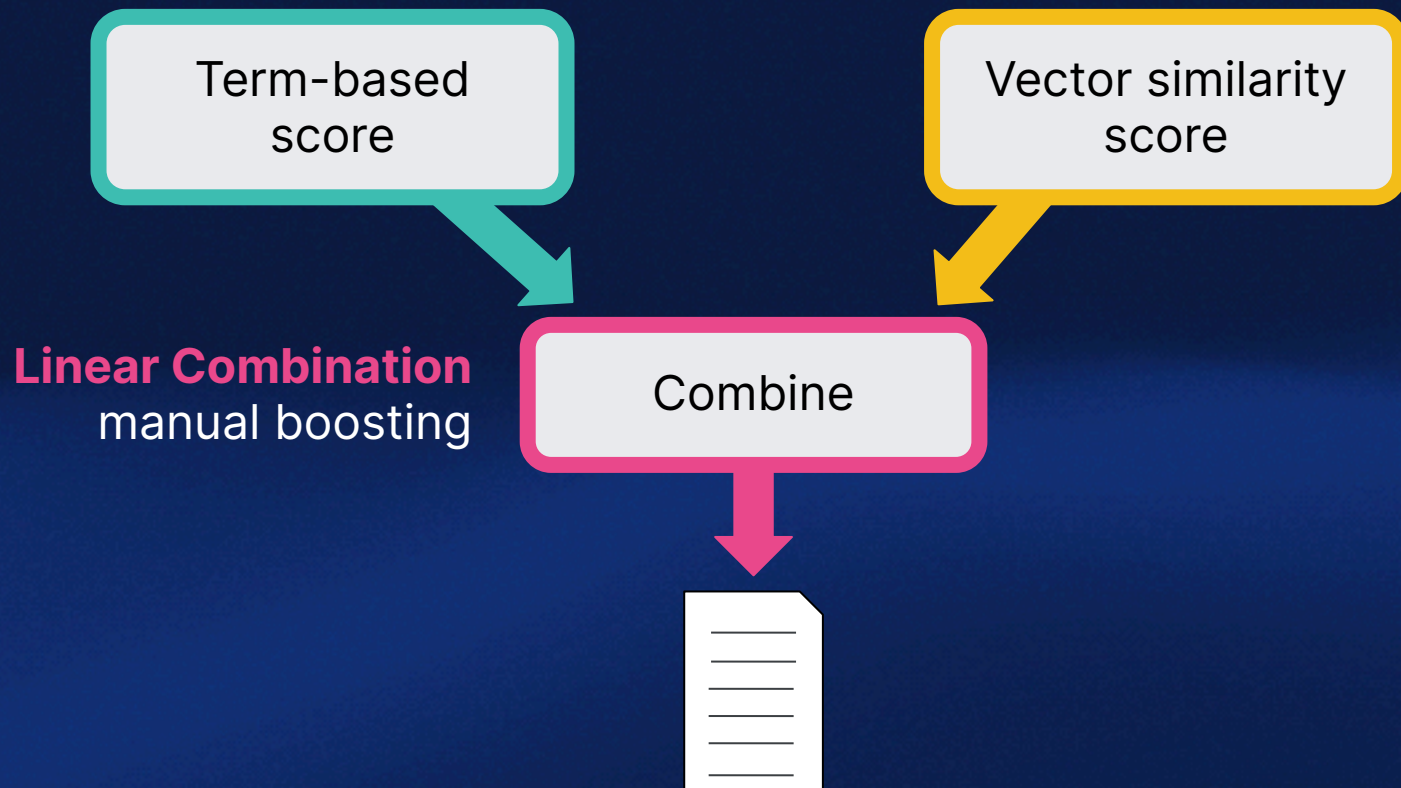 Term-based
score
Vector similarity
score
Linear Combination
manual boosting
Combine